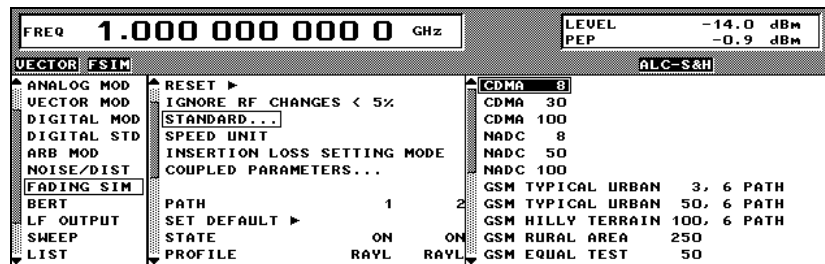 FREQ 1.000 000 000 0 GHz
LEVEL -14.0 dBm
PEP -0.9 dBm
VECTOR FSIM ALC-S&H
ANALOG MOD
VECTOR MOD
DIGITAL MOD
DIGITAL STD
ARB MOD
NOISE/DIST
FADING SIM
BERT
LF OUTPUT
SWEEP
LIST
RESET ►
IGNORE RF CHANGES < 5%
STANDARD...
SPEED UNIT
INSERTION LOSS SETTING MODE
COUPLED PARAMETERS...
PATH 1 2
SET DEFAULT ►
STATE ON ON
PROFILE RAYL RAYL
CDMA 8
CDMA 30
CDMA 100
NADC 8
NADC 50
NADC 100
GSM TYPICAL URBAN 3, 6 PATH
GSM TYPICAL URBAN 50, 6 PATH
GSM HILLY TERRAIN 100, 6 PATH
GSM RURAL AREA 250
GSM EQUAL TEST 50